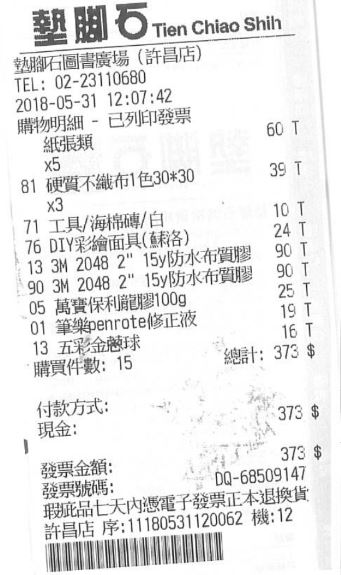 墊腳石 Tien Chiao Shih
墊腳石圖書廣場 (許昌店)
TEL: 02-23110680
2018-05-31 12:07:42
購物明細 - 已列印發票
紙張類 60 T
x5
81 硬質不織布1色30*30 39 T
x3
71 工具/海棉磚/白 10 T
76 DIY彩繪面具(蘇洛) 24 T
13 3M 2048 2" 15y防水布質膠 90 T
90 3M 2048 2" 15y防水布質膠 90 T
05 萬寶保利龍膠100g 25 T
01 筆樂penrote修正液 19 T
13 五彩金蔥球 16 T
購買件數: 15 總計: 373 $
付款方式:
現金: 373 $
發票金額: 373 $
發票號碼: DQ-68509147
瑕疵品七天內憑電子發票正本退換貨
許昌店 序:11180531120062 機:12